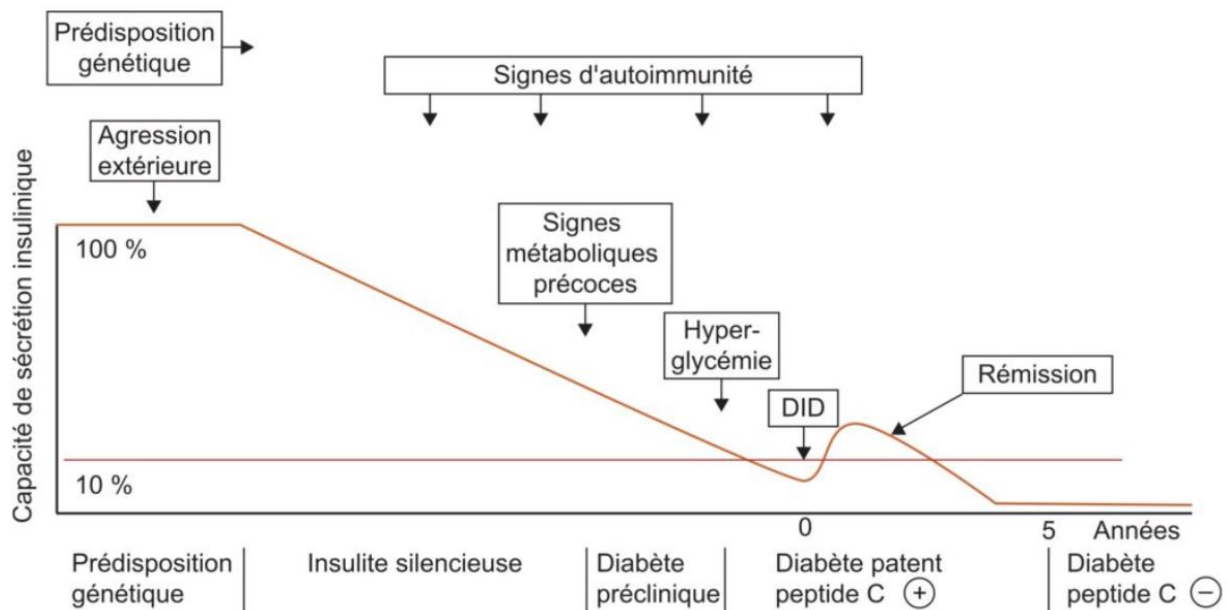 Prédisposition
génétique
Signes d'autoimmunité
Agression
extérieure
Capacité de sécrétion insulinique
100 %
Signes
métaboliques
précoces
Hyper-
glycémie
DID
Rémission
10 %
0
5
Années
Prédisposition
génétique
Insulite silencieuse
Diabète
préclinique
Diabète patent
peptide C +
Diabète
peptide C −